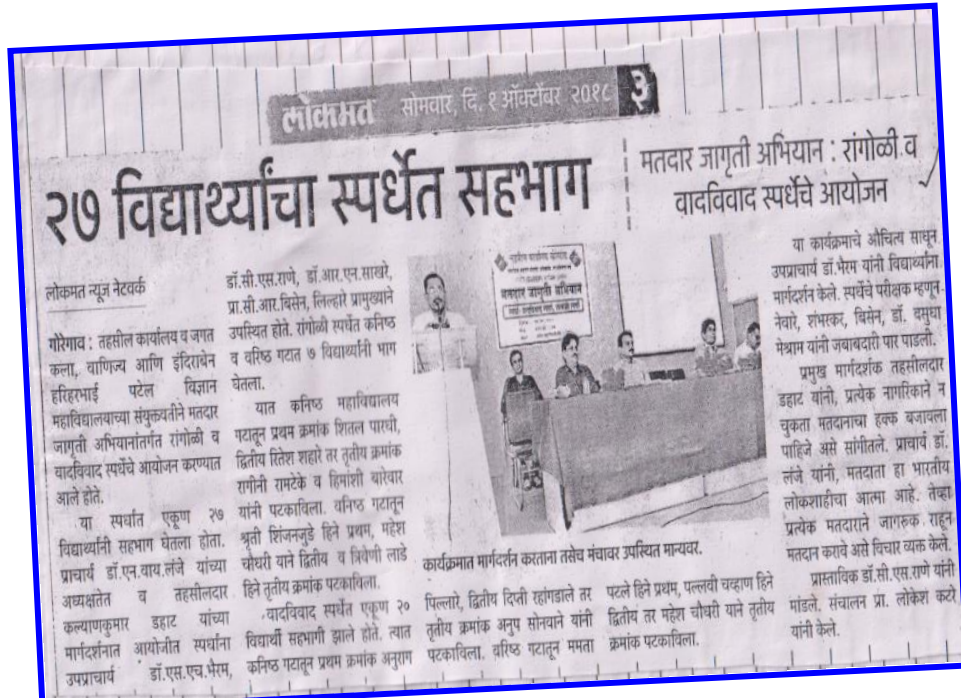 लोकमत सोमवार, दि. १ ऑक्टोंबर २०१८ ३
२७ विद्यार्थ्यांचा स्पर्धेत सहभाग
मतदार जागृती अभियान : रांगोळी व
वादविवाद स्पर्धेचे आयोजन
लोकमत न्यूज नेटवर्क
गोरेगाव : तहसील कार्यालय व जगत
कला, वाणिज्य आणि इंदिराबेन
हरिहरभाई पटेल विज्ञान
महाविद्यालयाच्या संयुक्तवतीने मतदार
जागृती अभियानांतर्गत रांगोळी व
वादविवाद स्पर्धेचे आयोजन करण्यात
आले होते.
या स्पर्धात एकूण २७
विद्यार्थ्यांनी सहभाग घेतला होता.
प्राचार्य डॉ.एन.वाय.लंजे यांच्या
अध्यक्षतेत व तहसीलदार
कल्याणकुमार डहाट यांच्या
मार्गदर्शनात आयोजीत स्पर्धांना
उपप्राचार्य डॉ.एस.एच.भैरम,
डॉ.सी.एस.राणे, डॉ.आर.एन.साखरे,
प्रा.सी.आर.बिसेन, लिल्हारे प्रामुख्याने
उपस्थित होते. रांगोळी स्पर्धेत कनिष्ठ
व वरिष्ठ गटात ७ विद्यार्थ्यांनी भाग
घेतला.
यात कनिष्ठ महाविद्यालय
गटातून प्रथम क्रमांक शितल पारधी,
द्वितीय रितेश शहारे तर तृतीय क्रमांक
रागीनी रामटेके व हिमाशी बारेवार
यांनी पटकाविला. वरिष्ठ गटातून
श्रृती शिंजनजुडे हिने प्रथम, महेश
चौधरी याने द्वितीय व त्रिवेणी लाडे
हिने तृतीय क्रमांक पटकाविला.
वादविवाद स्पर्धेत एकूण २०
विद्यार्थी सहभागी झाले होते. त्यात
कनिष्ठ गटातून प्रथम क्रमांक अनुराग
मतदार जागृती अभियान
कार्यक्रमात मार्गदर्शन करताना तसेच मंचावर उपस्थित मान्यवर.
पिल्लारे, द्वितीय दिप्ती रहांगडाले तर
तृतीय क्रमांक अनुप सोनवाने यांनी
पटकाविला. वरिष्ठ गटातून ममता
पटले हिने प्रथम, पल्लवी चव्हाण हिने
द्वितीय तर महेश चौधरी याने तृतीय
क्रमांक पटकाविला.
या कार्यक्रमाचे औचित्य साधून
उपप्राचार्य डॉ.भैरम यांनी विद्यार्थ्यांना
मार्गदर्शन केले. स्पर्धेचे परीक्षक म्हणून
नेवारे, शंभरकर, बिसेन, डॉ. दमुधा
मेश्राम यांनी जबाबदारी पार पाडली.
प्रमुख मार्गदर्शक तहसीलदार
डहाट यांनी, प्रत्येक नागरिकाने न
चुकता मतदानाचा हक्क बजावला
पाहिजे असे सांगीतले. प्राचार्य डॉ.
लंजे यांनी, मतदाता हा भारतीय
लोकशाहीचा आत्मा आहे. तेव्हा
प्रत्येक मतदाराने जागरुक राहून
मतदान करावे असे विचार व्यक्त केले.
प्रास्ताविक डॉ.सी.एस.राणे यांनी
मांडले. संचालन प्रा. लोकेश कटरे
यांनी केले.